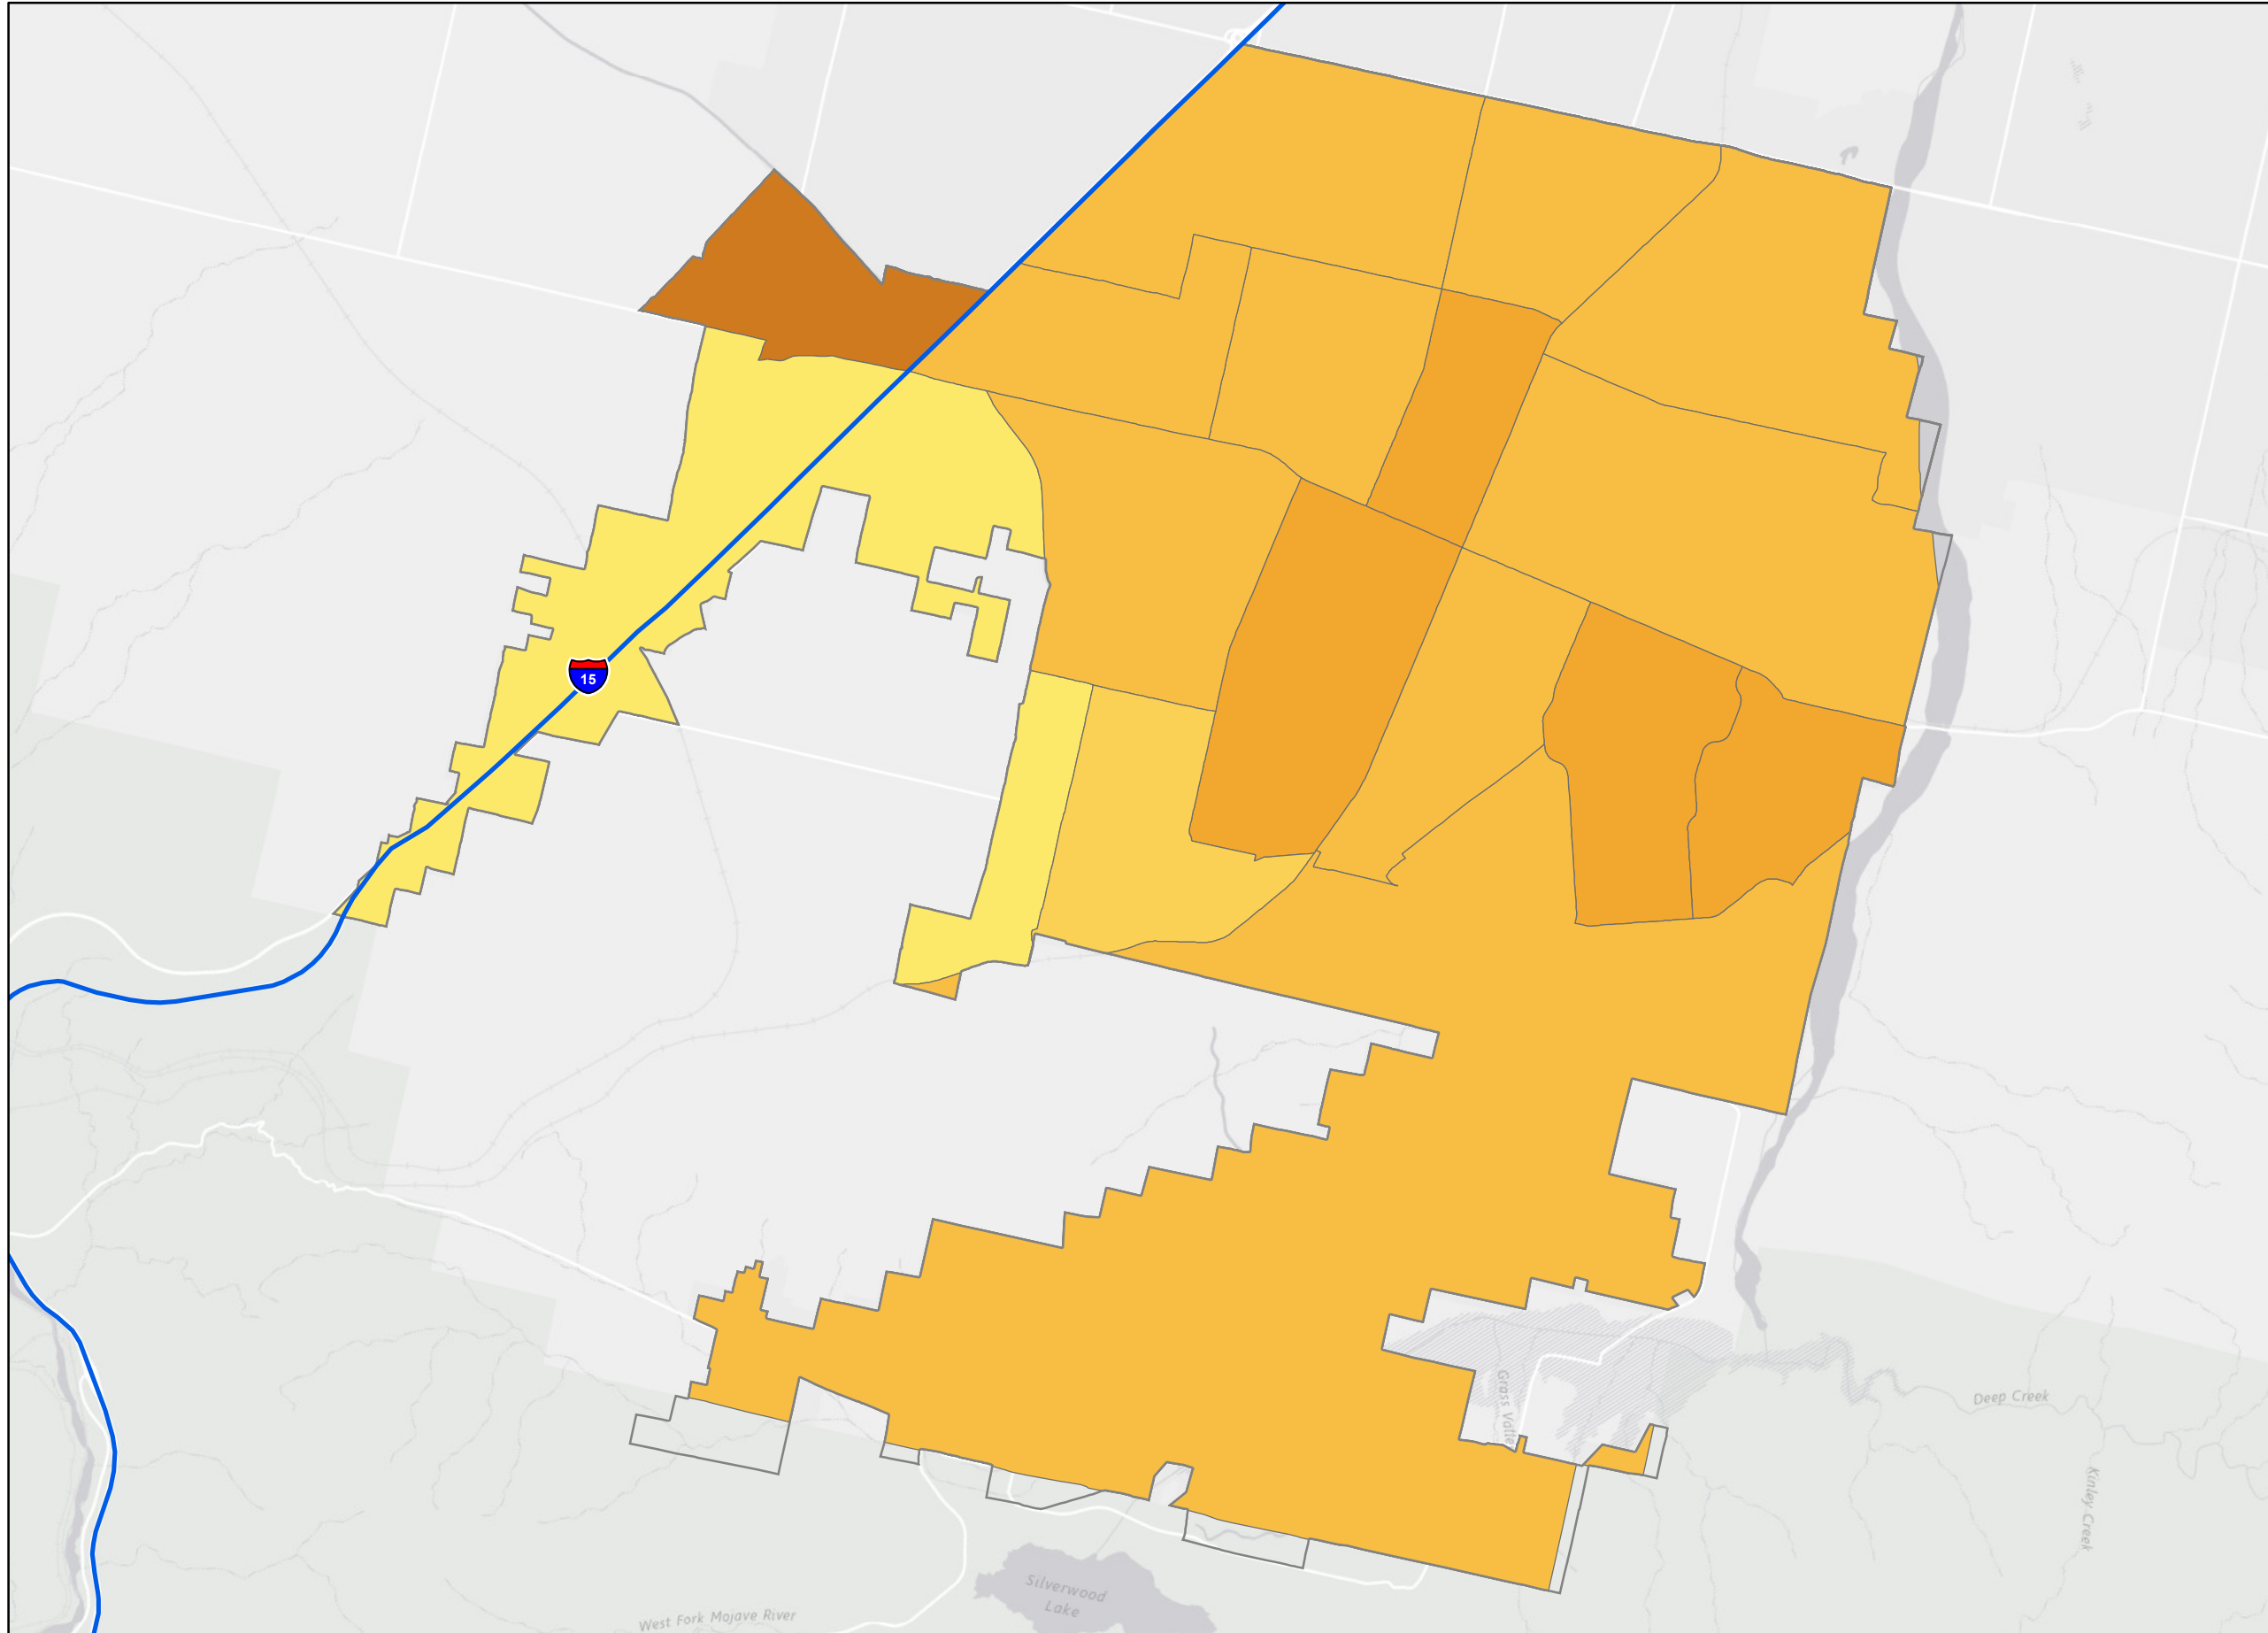 15
Grass Valle
Deep Creek
Kinley Creek
Silverwood
Lake
West Fork Mojave River